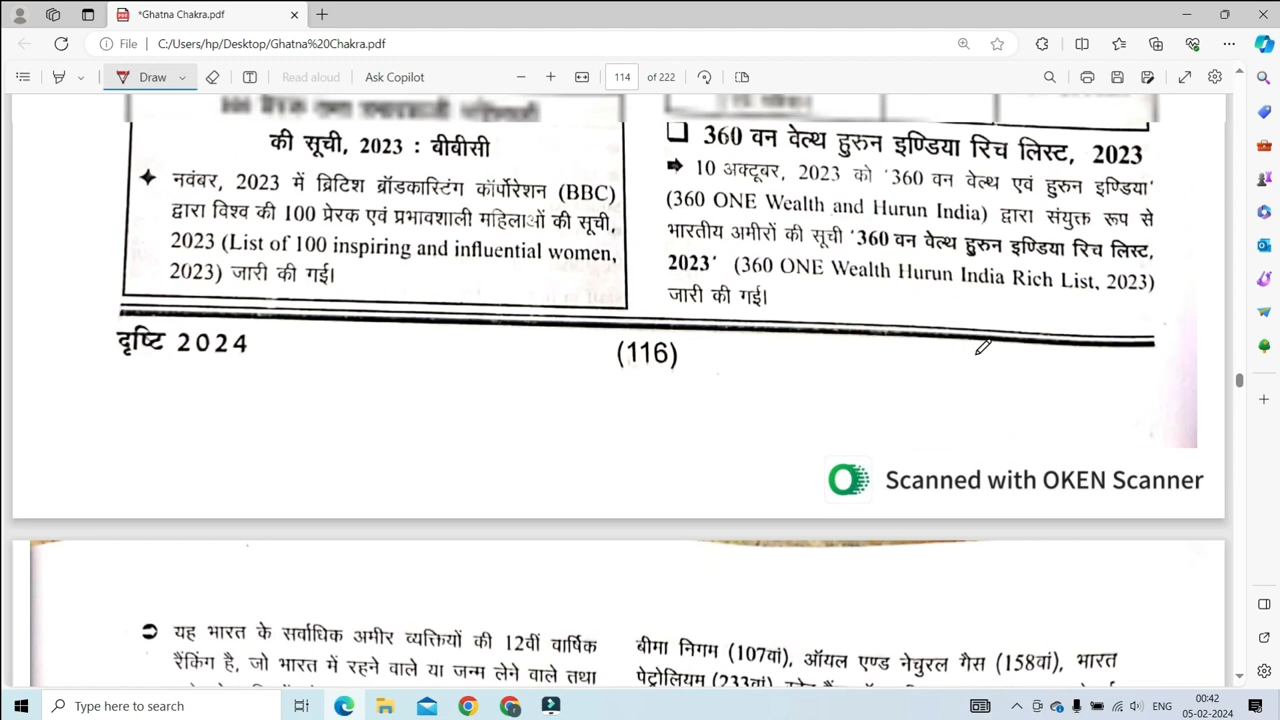 *Ghatna Chakra.pdf
File
C:/Users/hp/Desktop/Ghatna%20Chakra.pdf
Draw
Read aloud
Ask Copilot
114 of 222
की सूची, 2023 : बीबीसी
नवंबर, 2023 में ब्रिटिश ब्रॉडकास्टिंग कॉर्पोरेशन (BBC)
द्वारा विश्व की 100 प्रेरक एवं प्रभावशाली महिलाओं की सूची,
2023 (List of 100 inspiring and influential women,
2023) जारी की गई।
360 वन वेल्थ हुरुन इण्डिया रिच लिस्ट, 2023
10 अक्टूबर, 2023 को '360 वन वेल्थ एवं हुरुन इण्डिया'
(360 ONE Wealth and Hurun India) द्वारा संयुक्त रूप से
भारतीय अमीरों की सूची '360 वन वेल्थ हुरुन इण्डिया रिच लिस्ट,
2023' (360 ONE Wealth Hurun India Rich List, 2023)
जारी की गई।
दृष्टि 2024
(116)
Scanned with OKEN Scanner
यह भारत के सर्वाधिक अमीर व्यक्तियों की 12वीं वार्षिक
रैंकिंग है, जो भारत में रहने वाले या जन्म लेने वाले तथा
बीमा निगम (107वां), ऑयल एण्ड नेचुरल गैस (158वां), भारत
पेट्रोलियम (233वां),
Type here to search
ENG
00:42
05-02-2024